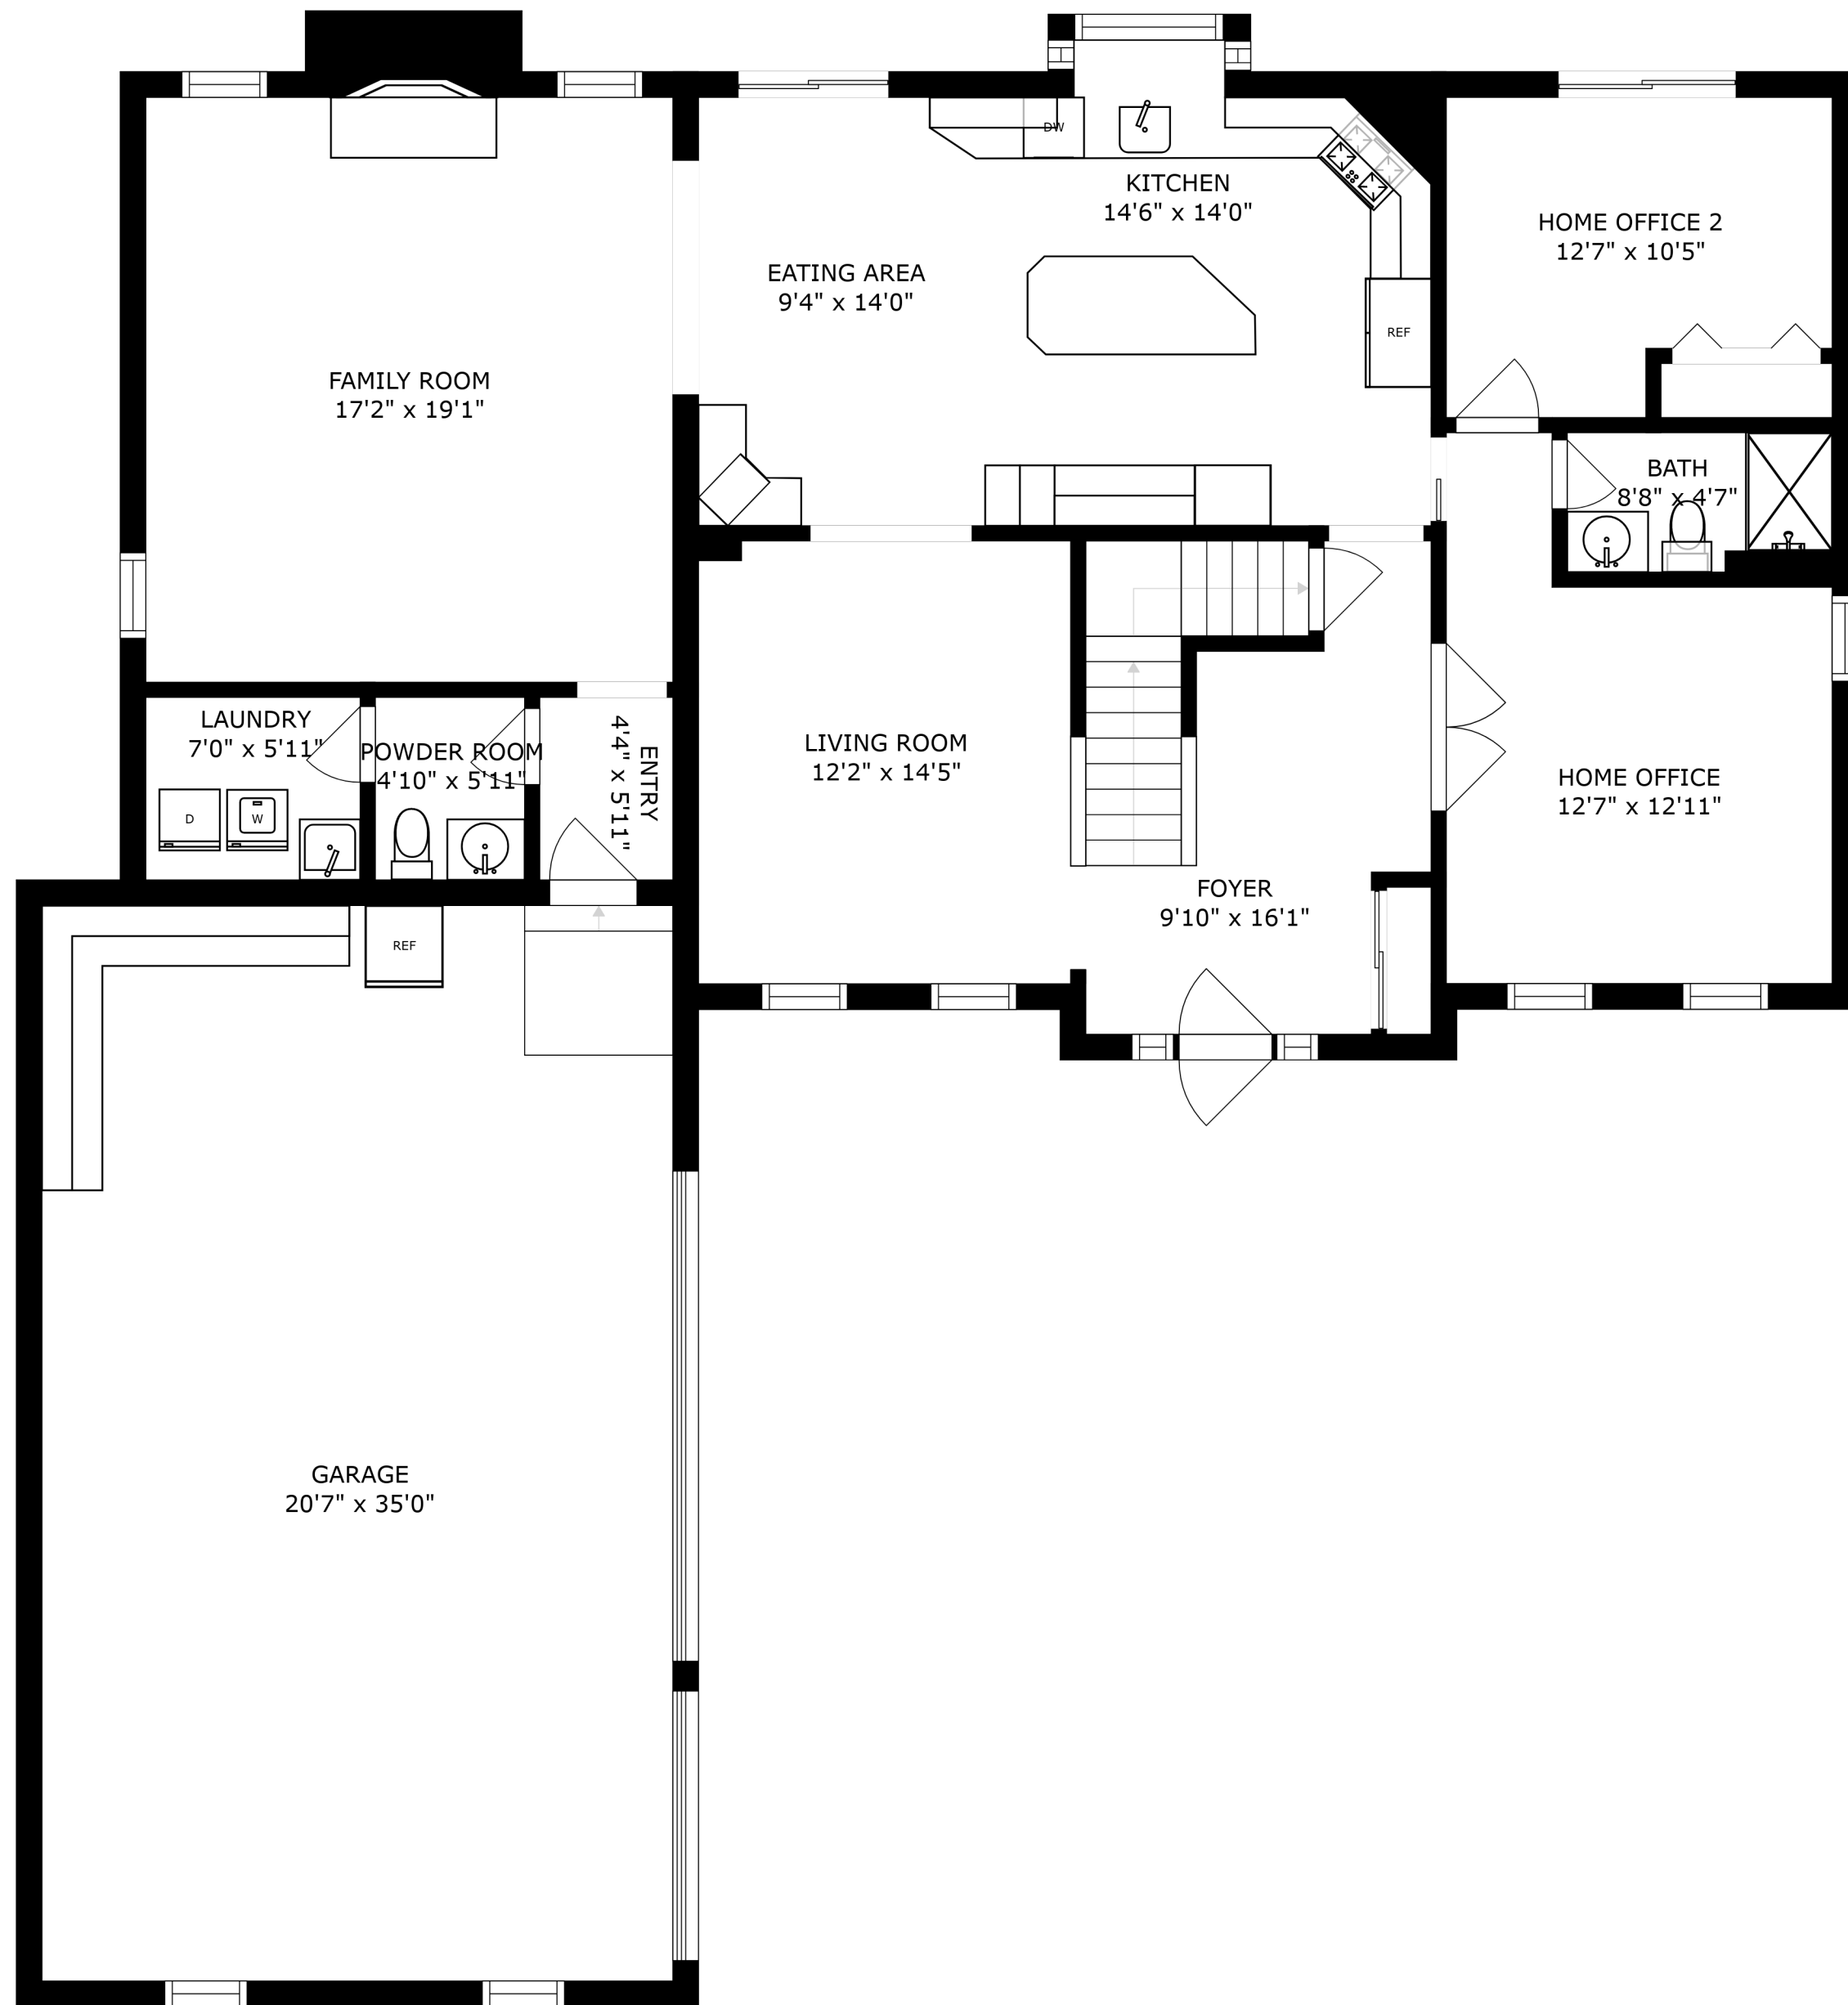 DW
KITCHEN
14'6" x 14'0"
HOME OFFICE 2
12'7" x 10'5"
EATING AREA
9'4" x 14'0"
REF
FAMILY ROOM
17'2" x 19'1"
BATH
8'8" x 4'7"
LAUNDRY
7'0" x 5'11"
POWDER ROOM
4'10" x 5'11"
ENTRY
4'4" x 5'11"
LIVING ROOM
12'2" x 14'5"
HOME OFFICE
12'7" x 12'11"
D
W
FOYER
9'10" x 16'1"
REF
GARAGE
20'7" x 35'0"